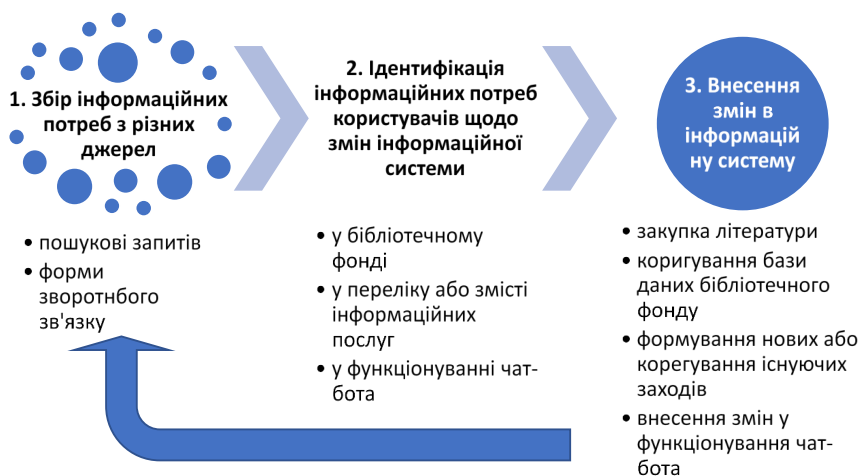 1. Збір інформаційних
потреб з різних
джерел
2. Ідентифікація
інформаційних потреб
користувачів щодо
змін інформаційної
системи
3. Внесення
змін в
інформацій
ну систему
• пошукові запитів
• форми
зворотнбого
зв'язку
• у бібліотечному
фонді
• у переліку або змісті
інформаційних
послуг
• у функціонуванні чат-
бота
• закупка літератури
• коригування бази
даних бібліотечного
фонду
• формування нових або
корегування існуючих
заходів
• внесення змін у
функціонування чат-
бота